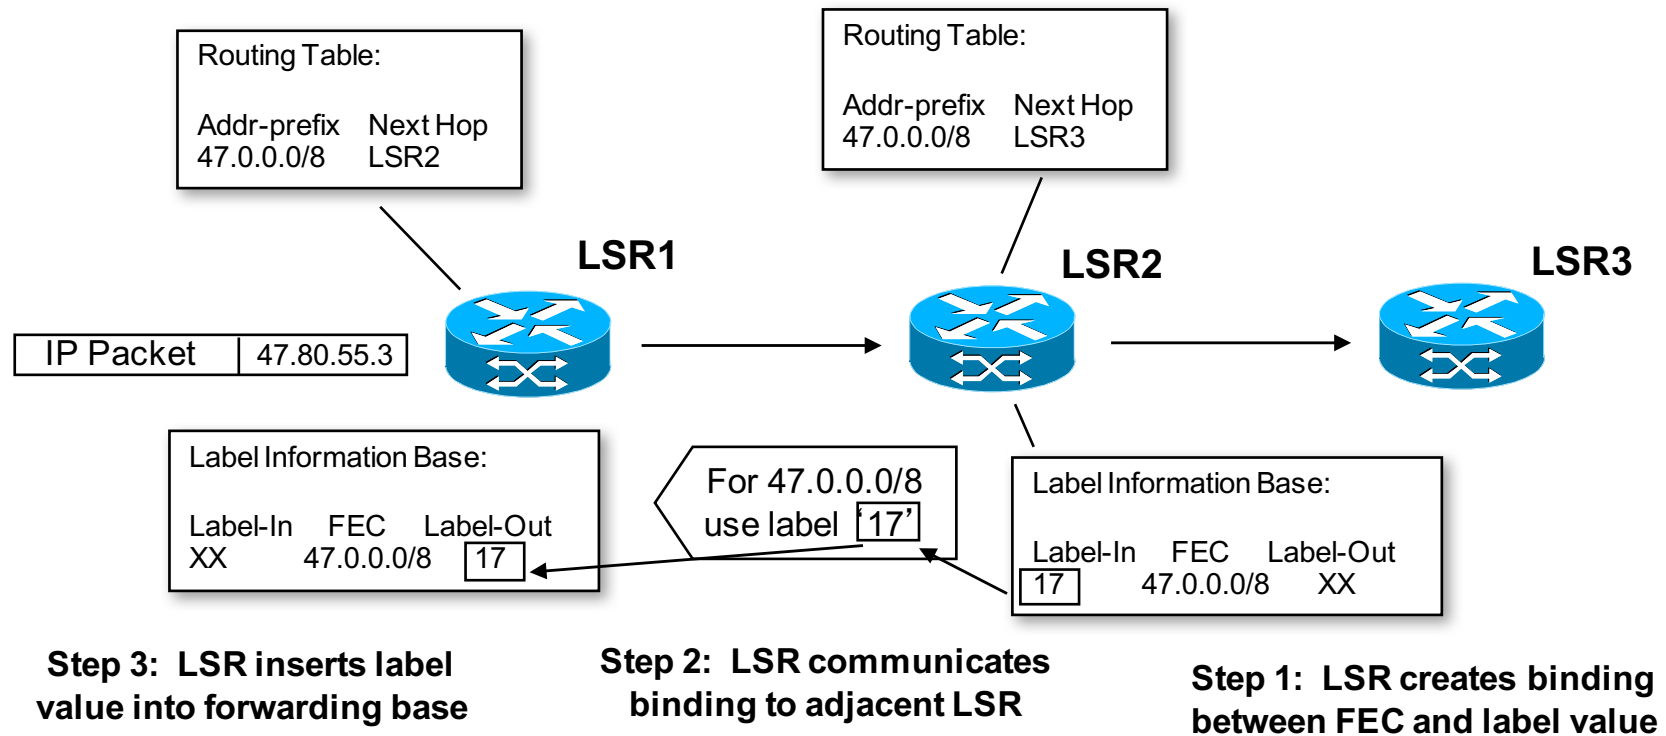 Routing Table:
Addr-prefix Next Hop
47.0.0.0/8 LSR2
Routing Table:
Addr-prefix Next Hop
47.0.0.0/8 LSR3
LSR1
LSR2
LSR3
IP Packet 47.80.55.3
Label Information Base:
Label-In FEC Label-Out
XX 47.0.0.0/8 17
For 47.0.0.0/8
use label ‘17’
Label Information Base:
Label-In FEC Label-Out
17 47.0.0.0/8 XX
Step 3: LSR inserts label
value into forwarding base
Step 2: LSR communicates
binding to adjacent LSR
Step 1: LSR creates binding
between FEC and label value